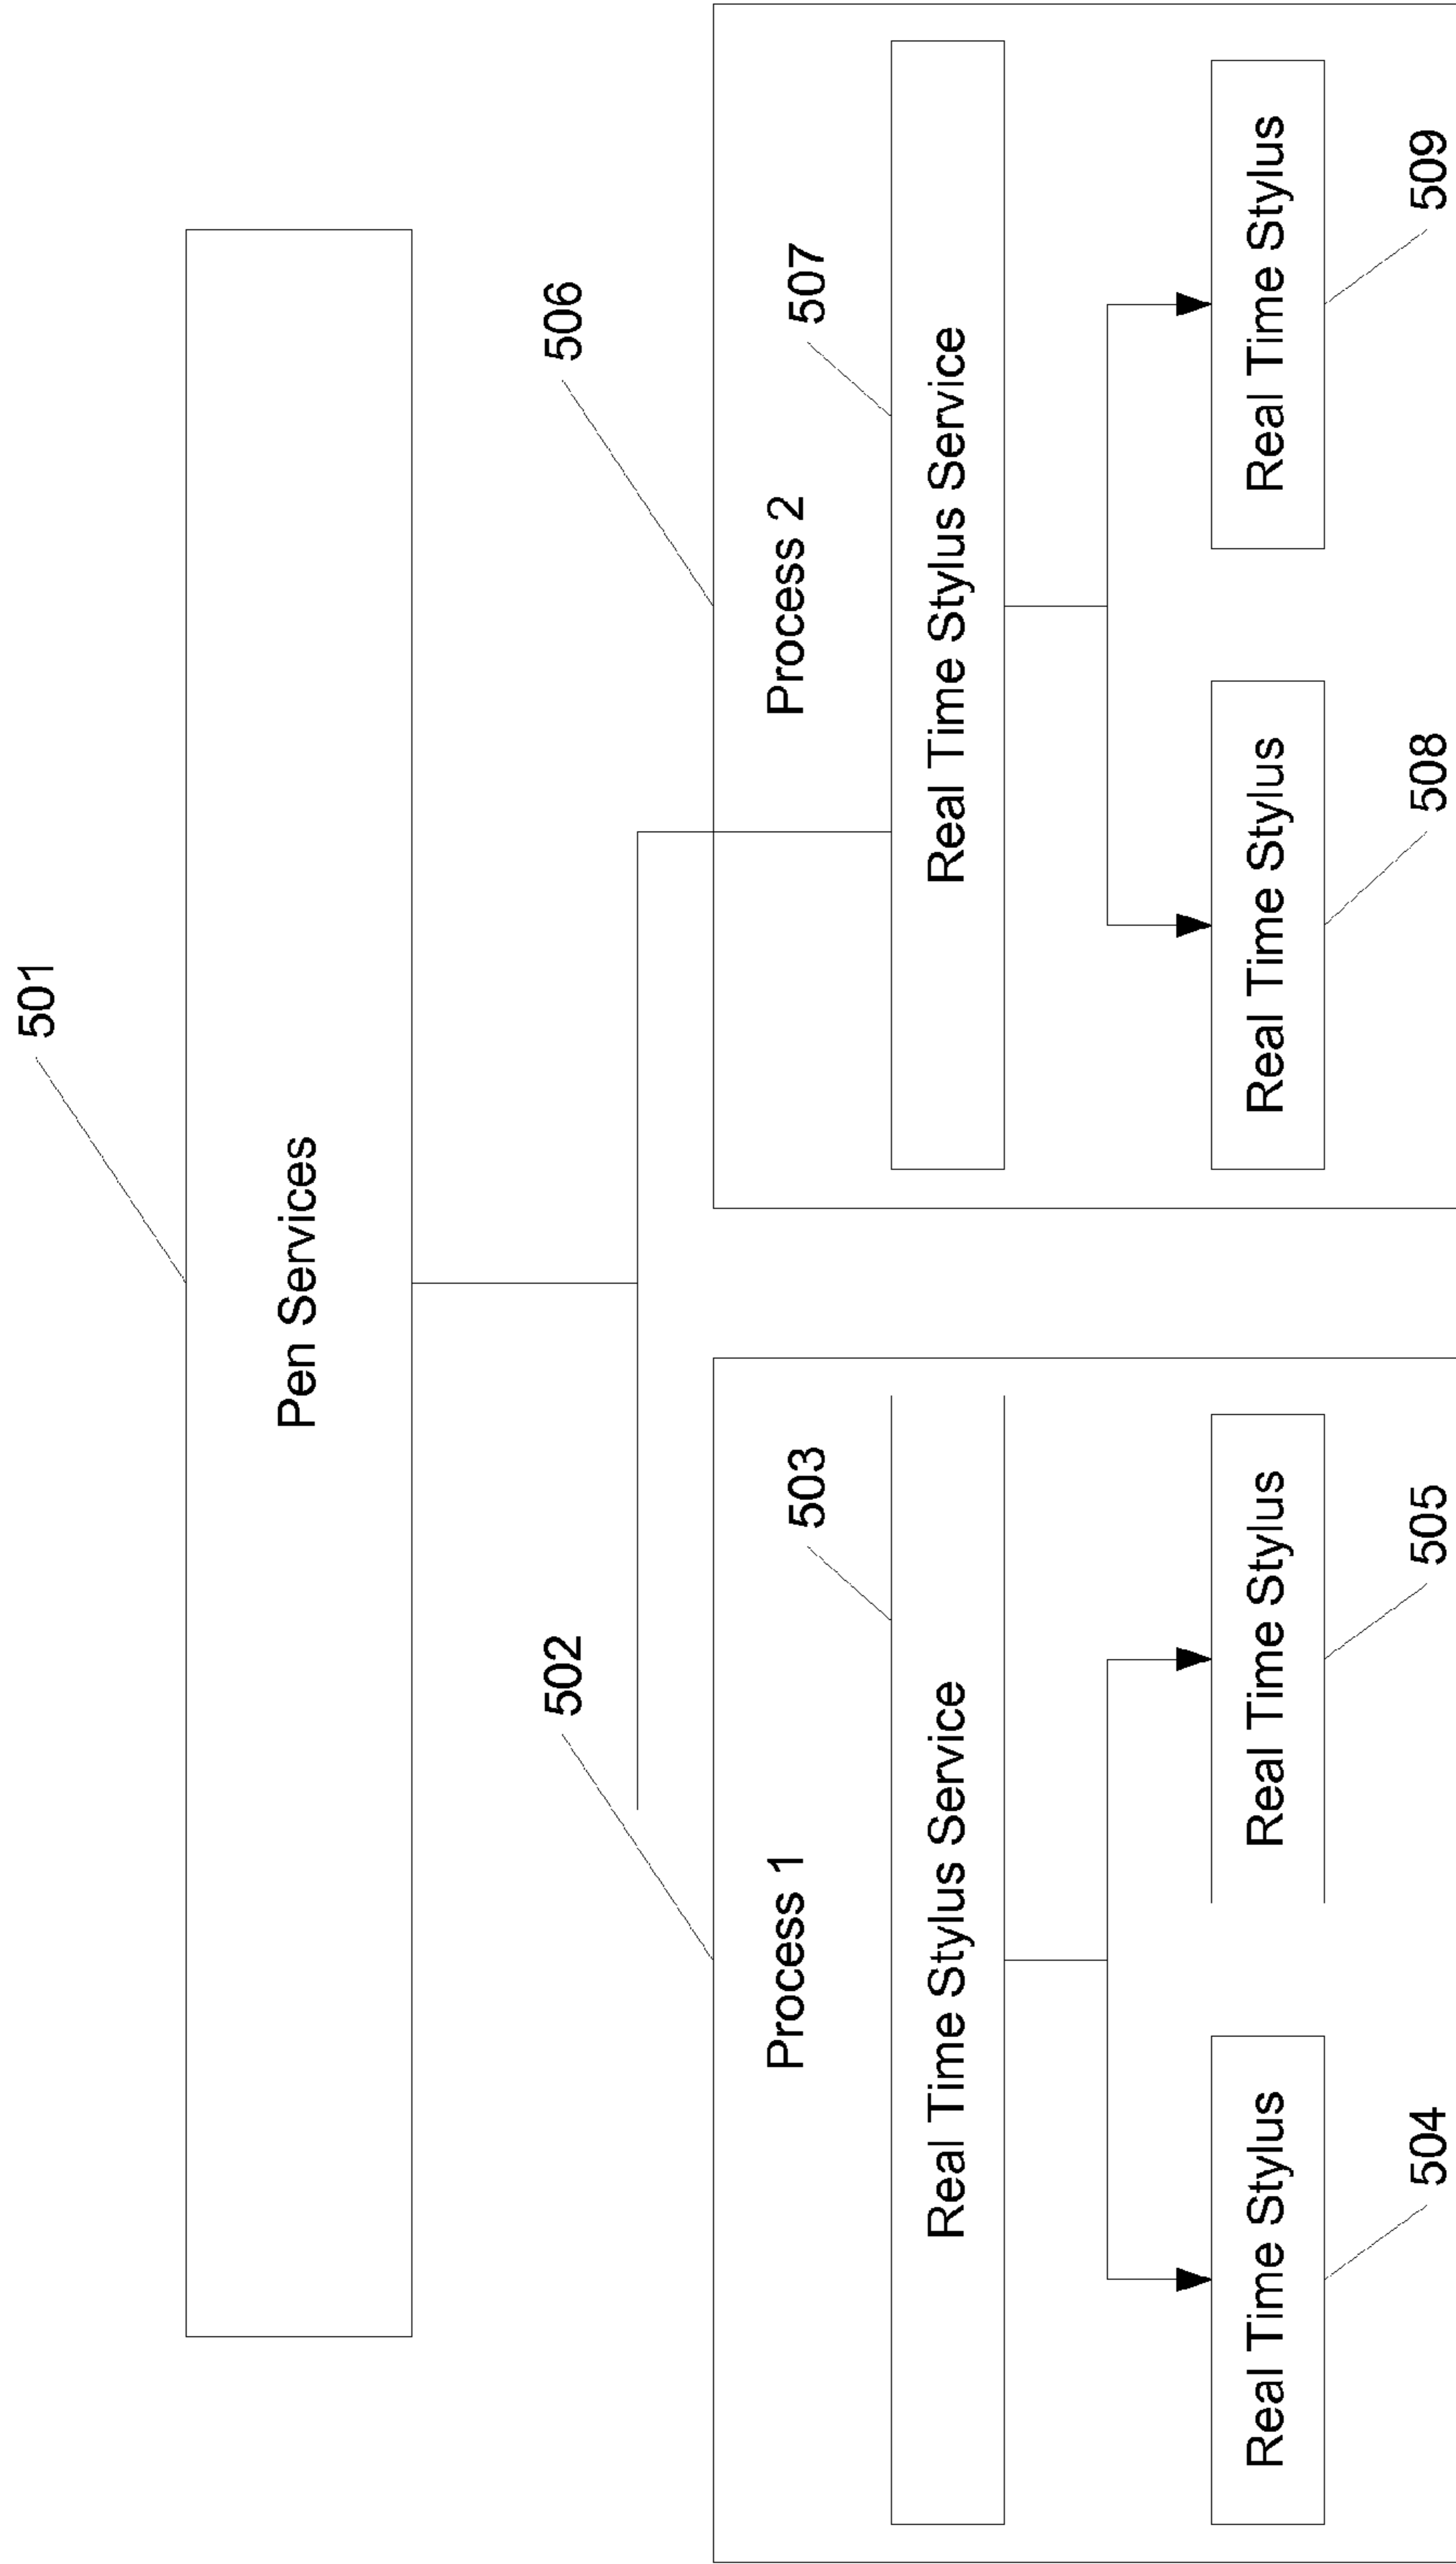 501
Pen Services
502
506
Process 1
503
Process 2
507
Real Time Stylus Service
Real Time Stylus Service
Real Time Stylus
Real Time Stylus
Real Time Stylus
Real Time Stylus
504
505
508
509